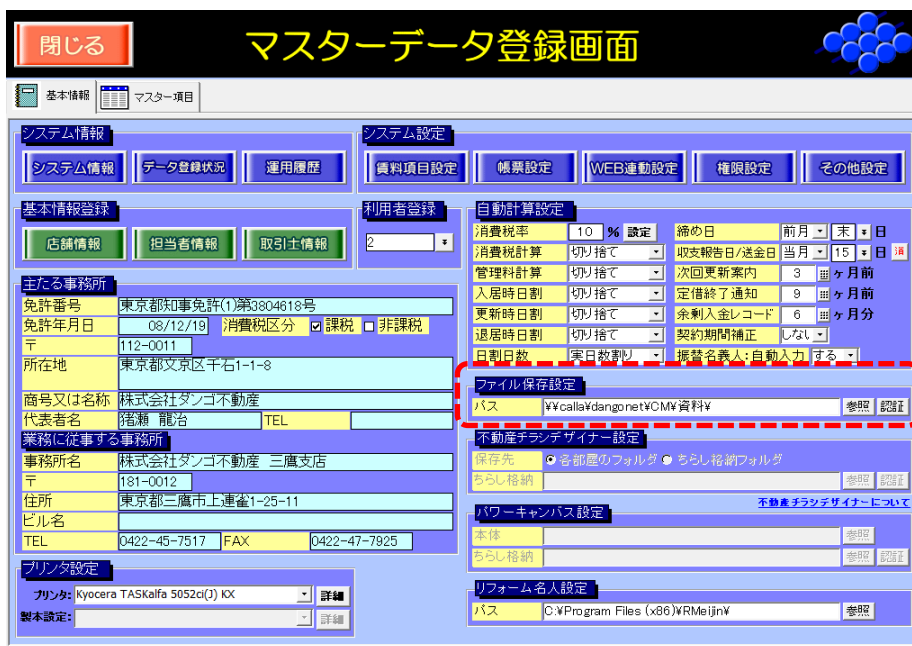 閉じる
マスターデータ登録画面
基本情報
マスター項目
システム情報
システム情報
データ登録状況
運用履歴
システム設定
賃料項目設定
帳票設定
WEB連動設定
権限設定
その他設定
基本情報登録
店舗情報
担当者情報
取引士情報
利用者登録
2
主たる事務所
免許番号 東京都知事免許(1)第3804618号
免許年月日 08/12/19 消費税区分 課税 非課税
〒 112-0011
所在地 東京都文京区千石1-1-8
商号又は名称 株式会社ダンゴ不動産
代表者名 猪瀬 龍治 TEL
業務に従事する事務所
事務所名 株式会社ダンゴ不動産 三鷹支店
〒 181-0012
住所 東京都三鷹市上連雀1-25-11
ビル名
TEL 0422-45-7517 FAX 0422-47-7925
プリンタ設定
プリンタ: Kyocera TASKalfa 5052ci(J) KX 詳細
製本設定: 詳細
自動計算設定
消費税率 10 % 設定 締め日 前月 末 日
消費税計算 切り捨て 収支報告日/送金日 当月 15 日 消
管理料計算 切り捨て 次回更新案内 3 ヶ月前
入居時日割 切り捨て 定借終了通知 9 ヶ月前
更新時日割 切り捨て 余剰入金レコード 6 ヶ月分
退居時日割 切り捨て 契約期間補正 しない
日割日数 実日数割り 振替名義人:自動入力 する
ファイル保存設定
パス ¥¥calla¥dangonet¥CM¥資料¥ 参照 認証
不動産チラシデザイナー設定
保存先 各部屋のフォルダ ちらし格納フォルダ
ちらし格納 参照 認証
不動産チラシデザイナーについて
パワーキャンバス設定
本体 参照
ちらし格納 参照 認証
リフォーム名人設定
パス C:¥Program Files (x86)¥RMeijin¥ 参照